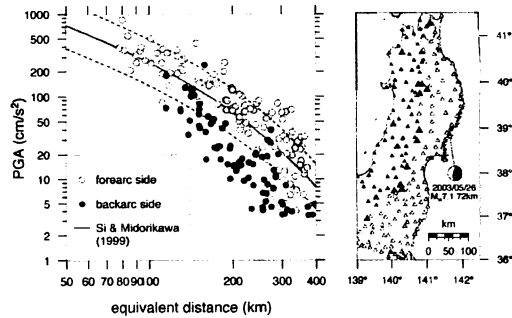 1000
500
200
100
50
20
10
5
2
1
PGA (cm/s²)
forearc side
backarc side
Si & Midorikawa
(1999)
50 60 70 80 90 100 200 300 400
equivalent distance (km)
41°
40°
39°
38°
37°
36°
2003/05/26
M 7.1 72km
km
0 50 100
139° 140° 141° 142°